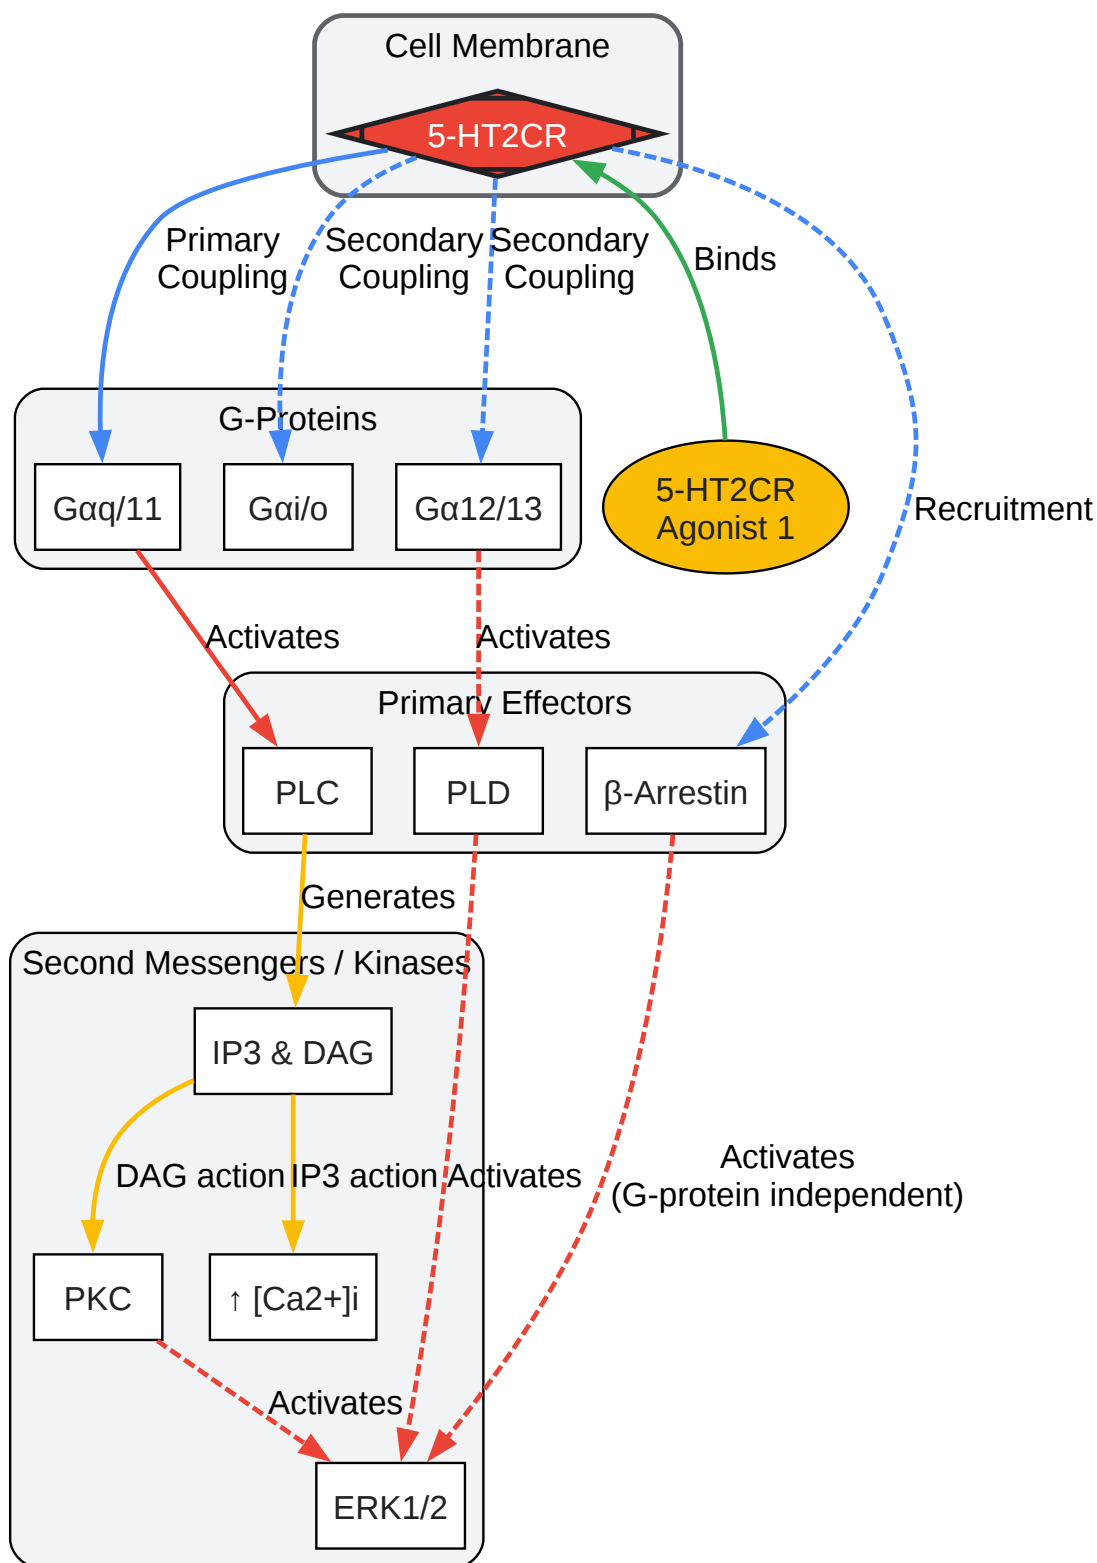 Cell Membrane
5-HT2CR
Primary
Coupling
Secondary
Coupling
Secondary
Coupling
Binds
G-Proteins
Gαq/11
Gαi/o
Gα12/13
5-HT2CR
Agonist 1
Recruitment
Activates
Activates
Primary Effectors
PLC
PLD
β-Arrestin
Generates
Second Messengers / Kinases
IP3 & DAG
DAG action
IP3 action
Activates
Activates
(G-protein independent)
PKC
↑ [Ca2+]i
Activates
ERK1/2